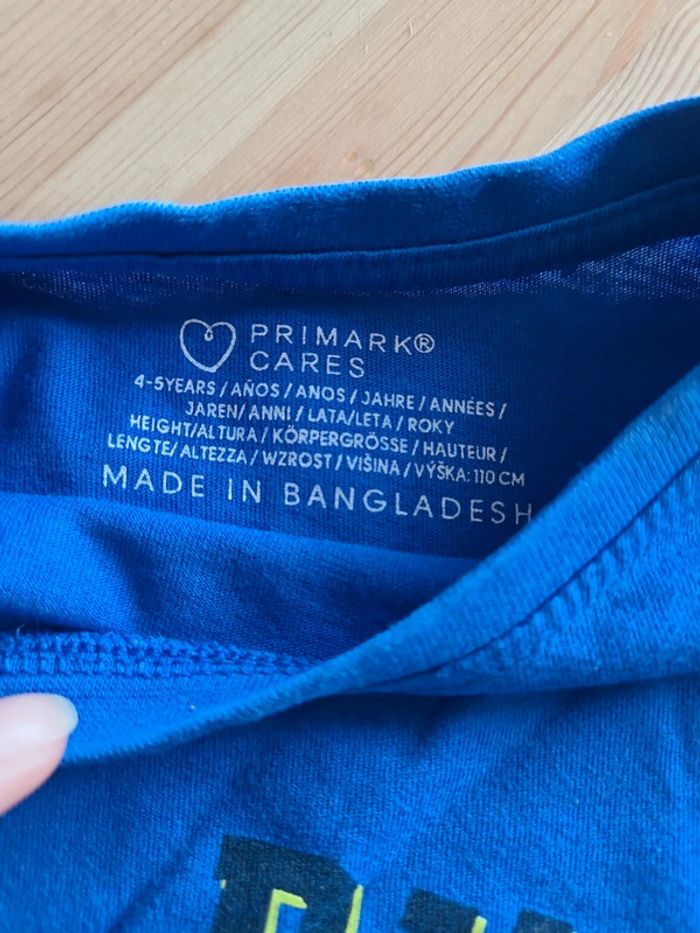 PRIMARK®
CARES
4-5YEARS / AÑOS / ANOS / JAHRE / ANNÉES /
JAREN/ ANNI / LATA/LETA / ROKY
HEIGHT/ALTURA / KÖRPERGRÖSSE / HAUTEUR /
LENGTE/ ALTEZZA / WZROST / VIŠINA / VÝŠKA: 110 CM
MADE IN BANGLADESH